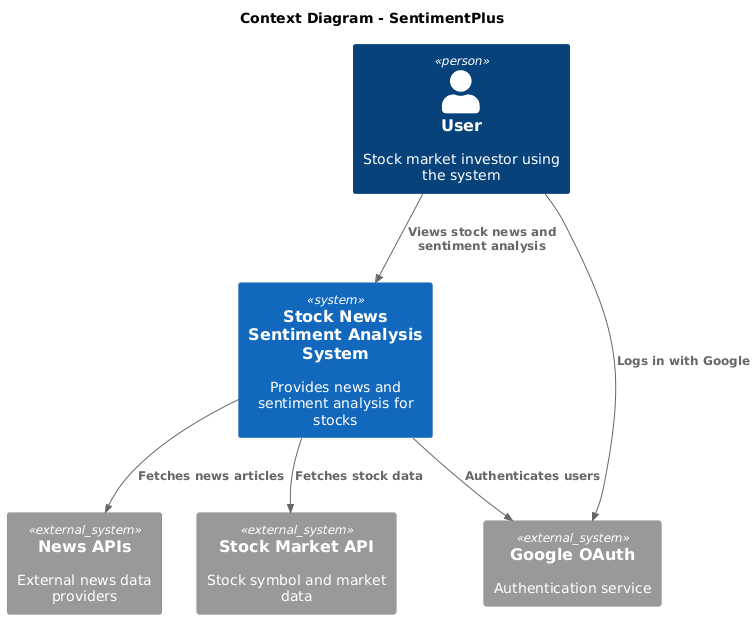 Context Diagram - SentimentPlus
«person»
User
Stock market investor using
the system
Views stock news and
sentiment analysis
«system»
Stock News
Sentiment Analysis
System
Provides news and
sentiment analysis for
stocks
Logs in with Google
Fetches news articles
Fetches stock data
Authenticates users
«external_system»
News APIs
External news data
providers
«external_system»
Stock Market API
Stock symbol and market
data
«external_system»
Google OAuth
Authentication service